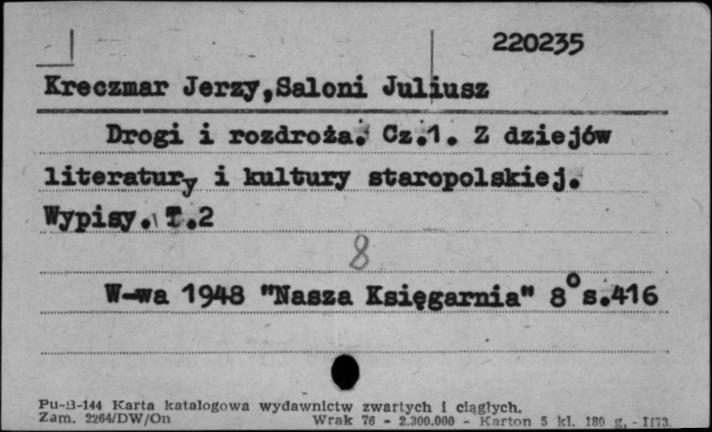 220235
Kreczmar Jerzy,Saloni Juliusz
Drogi i rozdroża. Cz.1. Z dziejów
literatury i kultury staropolskiej.
Wypisy. T.2
8
W-wa 1948 "Nasza Księgarnia" 8° s.416
Pu-B-144 Karta katalogowa wydawnictw zwartych i ciągłych.
Zam. 2264/DW/On Wrak 76 - 2.300.000 - Karton 5 kl. 180 g.